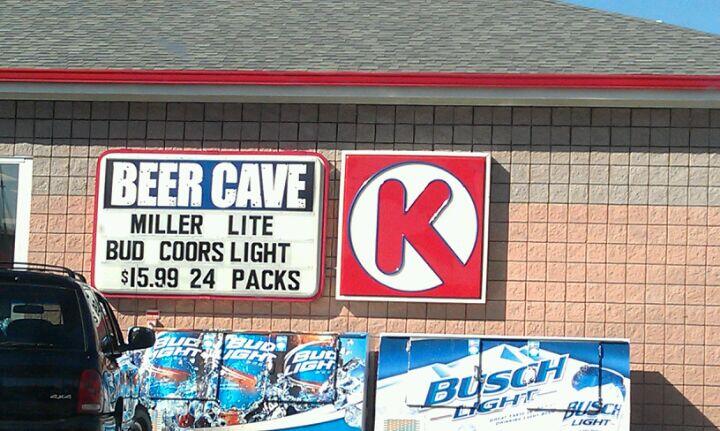 BEER CAVE
MILLER LITE
BUD COORS LIGHT
$15.99 24 PACKS
K
BUD LIGHT
BUD LIGHT
BUD LIGHT
BUSCH
LIGHT
BUSCH
LIGHT
4X4